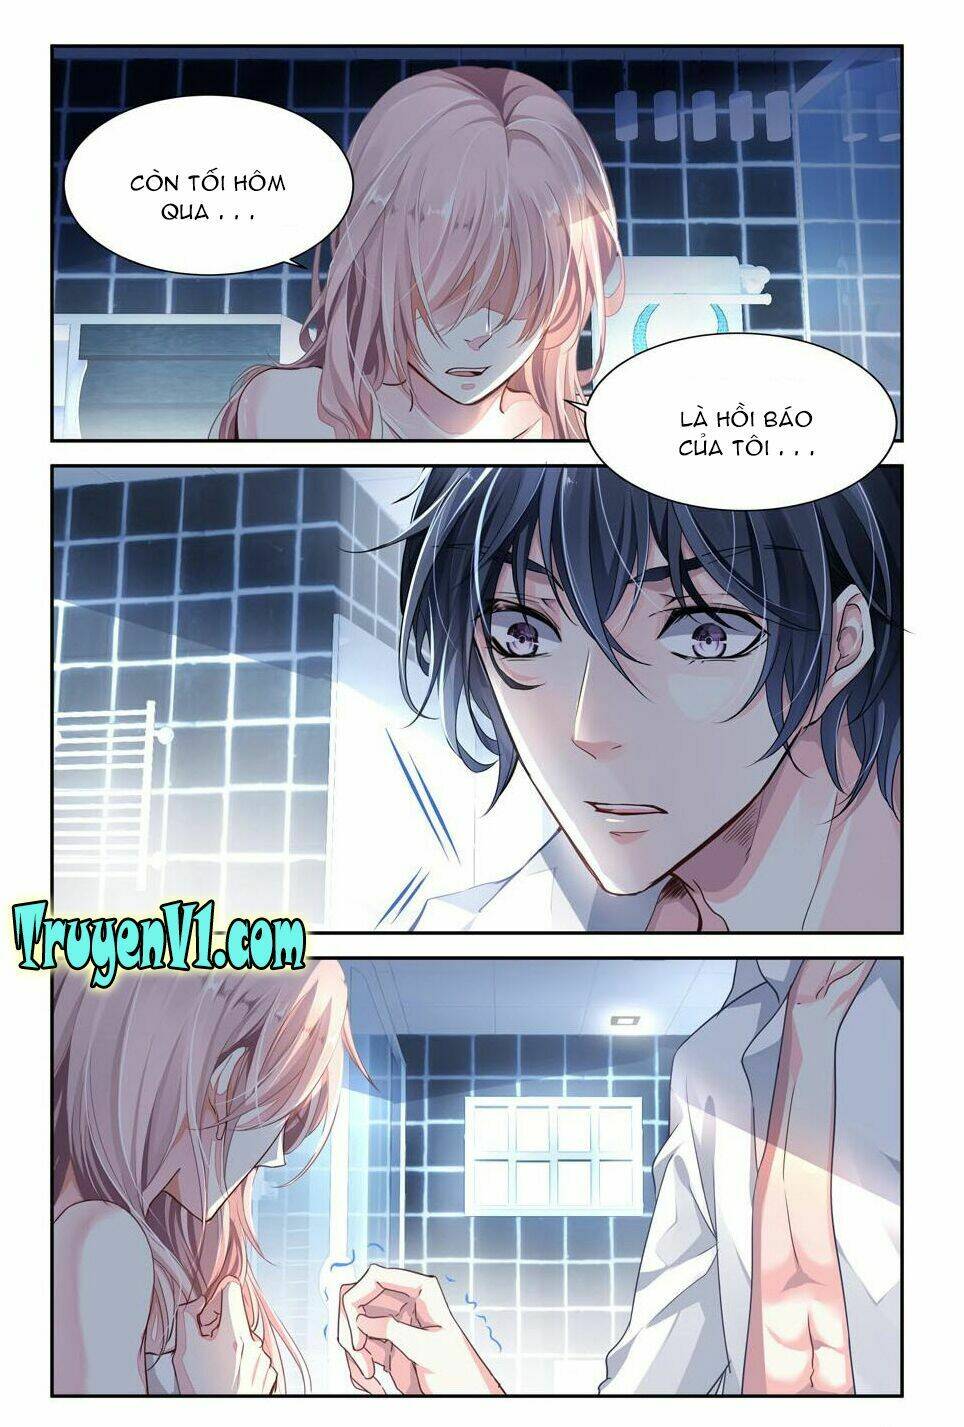 CÒN TỐI HÔM
QUA . . .
LÀ HỒI BÁO
CỦA TÔI . . .
TruyenV1.com